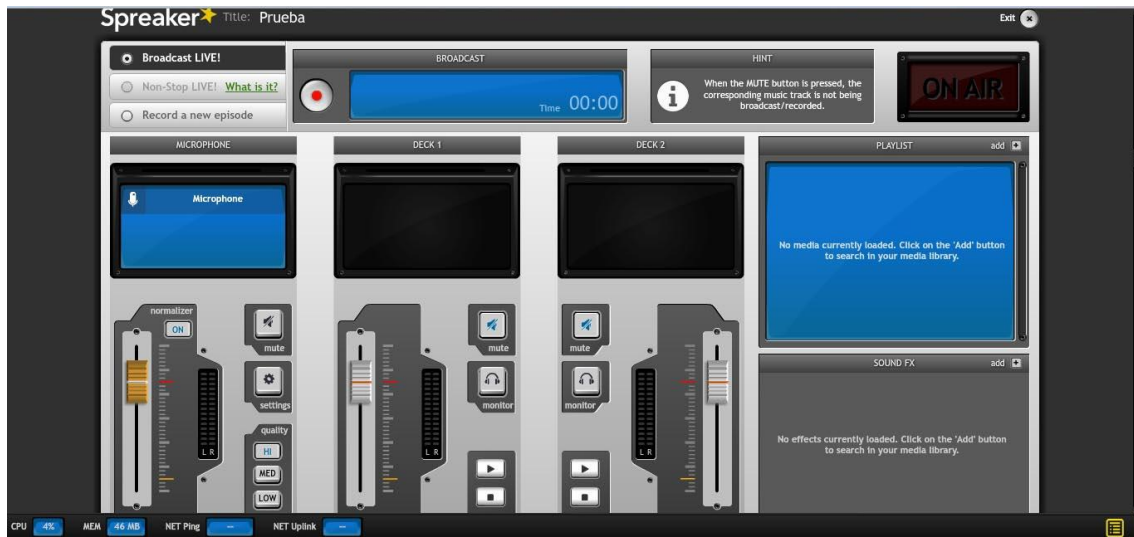 Spreaker Title: Prueba
Exit
Broadcast LIVE!
Non-Stop LIVE! What is it?
Record a new episode
BROADCAST
Time 00:00
HINT
When the MUTE button is pressed, the
corresponding music track is not being
broadcast/recorded.
ON AIR
MICROPHONE
Microphone
normalizer
ON
mute
settings
quality
HI
MED
LOW
L R
DECK 1
mute
monitor
L R
DECK 2
mute
monitor
L R
PLAYLIST add
No media currently loaded. Click on the 'Add' button
to search in your media library.
SOUND FX add
No effects currently loaded. Click on the 'Add' button
to search in your media library.
CPU 4% MEM 46 MB NET Ping -- NET Uplink --